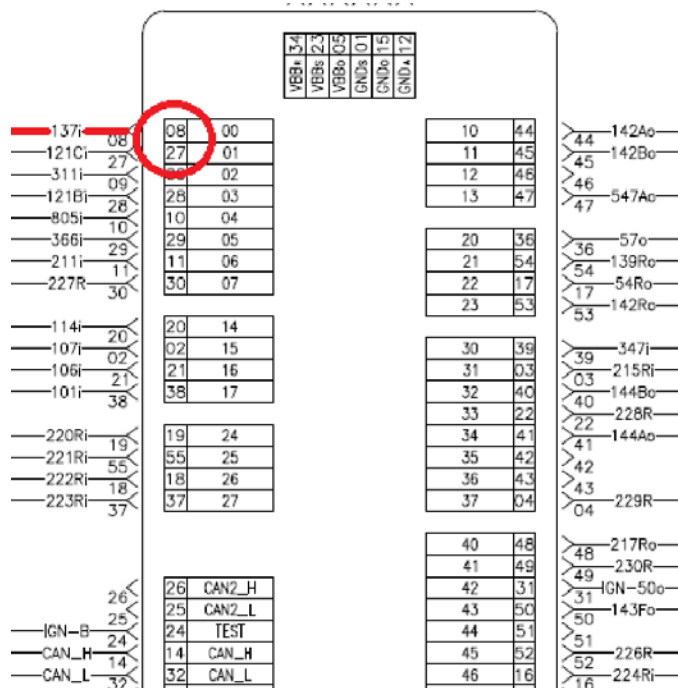 VBBR 34
VBBs 23
VBBo 05
GNDs 01
GNDo 15
GNDA 12
137i 08 08 00
121Ci 27 27 01
311i 09 02
121Bi 28 28 03
805i 10 10 04
366i 29 29 05
211i 11 11 06
227R 30 30 07
114i 20 20 14
107i 02 02 15
106i 21 21 16
101i 38 38 17
220Ri 19 19 24
221Ri 55 55 25
222Ri 18 18 26
223Ri 37 37 27
26 26 CAN2_H
25 25 CAN2_L
IGN-B 24 24 TEST
CAN_H 14 14 CAN_H
CAN_L 32 32 CAN_L
10 44 44 142Ao
11 45 45 142Bo
12 46 46
13 47 47 547Ao
20 36 36 57o
21 54 54 139Ro
22 17 17 54Ro
23 53 53 142Ro
30 39 39 347i
31 03 03 215Ri
32 40 40 144Bo
33 22 22 228R
34 41 41 144Ao
35 42 42
36 43 43
37 04 04 229R
40 48 48 217Ro
41 49 49 230R
42 31 31 IGN-50o
43 50 50 143Fo
44 51 51
45 52 52 226R
46 16 16 224Ri